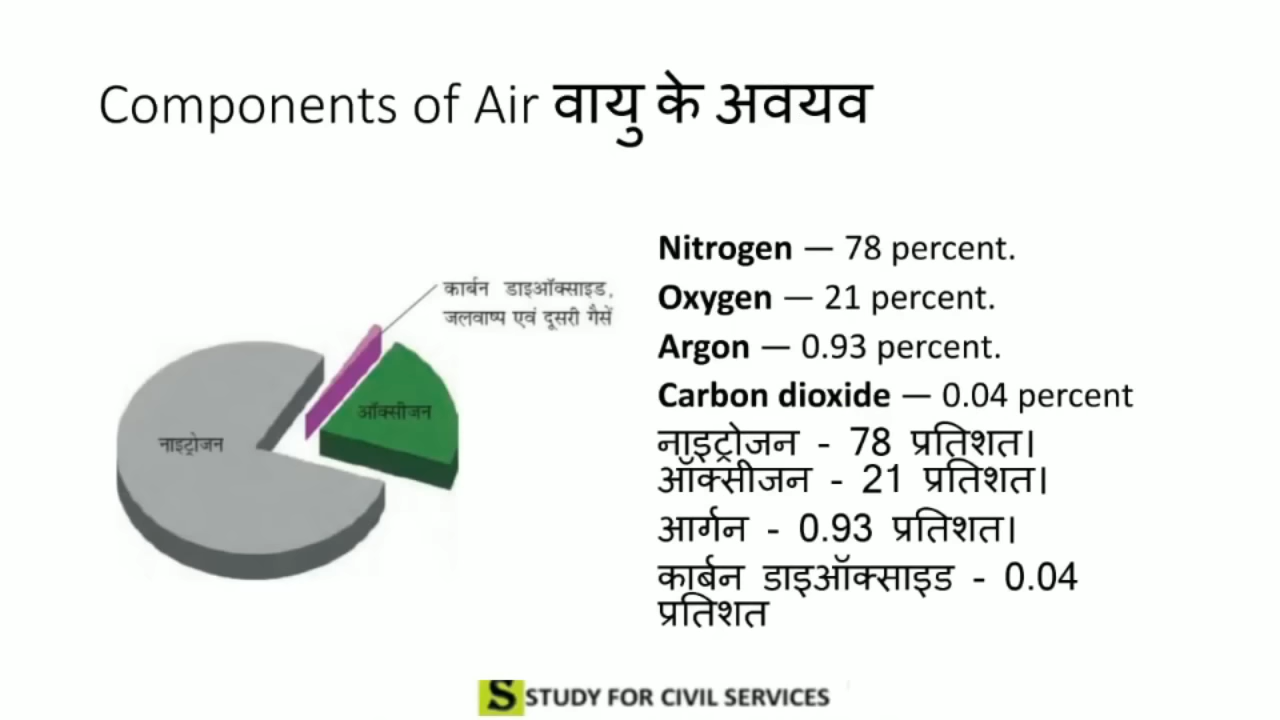 Components of Air वायु के अवयव
कार्बन डाइऑक्साइड,
जलवाष्प एवं दूसरी गैसें
ऑक्सीजन
नाइट्रोजन
Nitrogen — 78 percent.
Oxygen — 21 percent.
Argon — 0.93 percent.
Carbon dioxide — 0.04 percent
नाइट्रोजन - 78 प्रतिशत।
ऑक्सीजन - 21 प्रतिशत।
आर्गन - 0.93 प्रतिशत।
कार्बन डाइऑक्साइड - 0.04
प्रतिशत
S STUDY FOR CIVIL SERVICES